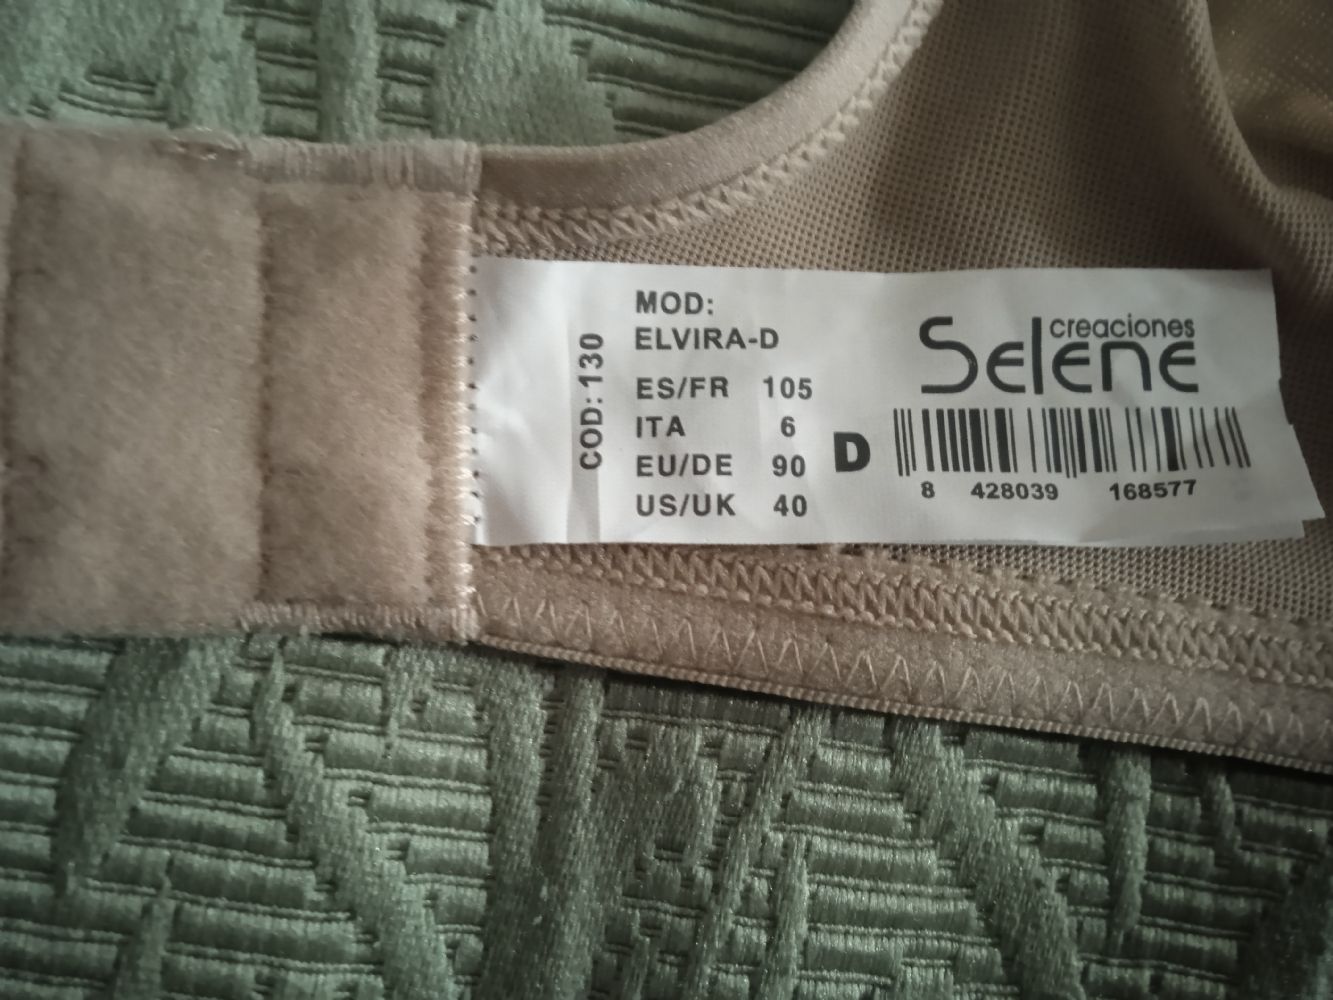 COD: 130
MOD:
ELVIRA-D
ES/FR 105
ITA 6
EU/DE 90
US/UK 40
D
creaciones
Selene
8 428039 168577